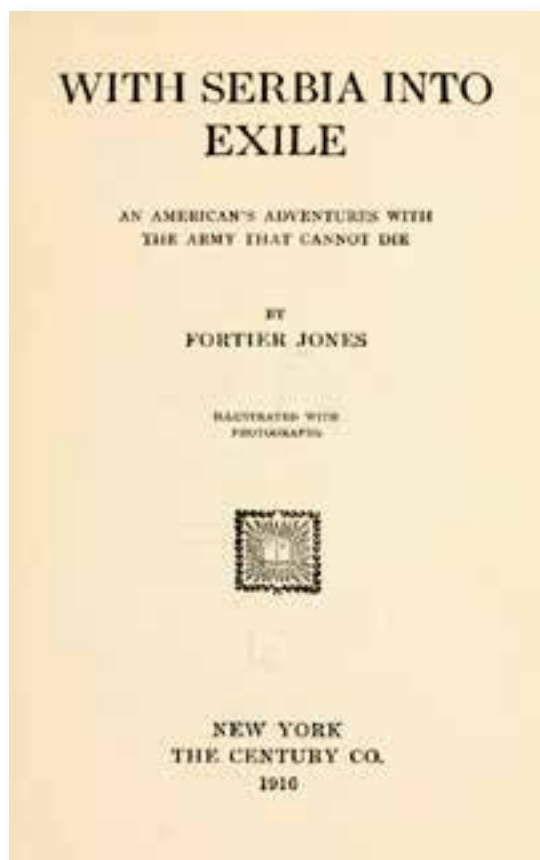 WITH SERBIA INTO
EXILE
AN AMERICAN'S ADVENTURES WITH
THE ARMY THAT CANNOT DIE
BY
FORTIER JONES
ILLUSTRATED WITH
PHOTOGRAPHS
NEW YORK
THE CENTURY CO.
1916